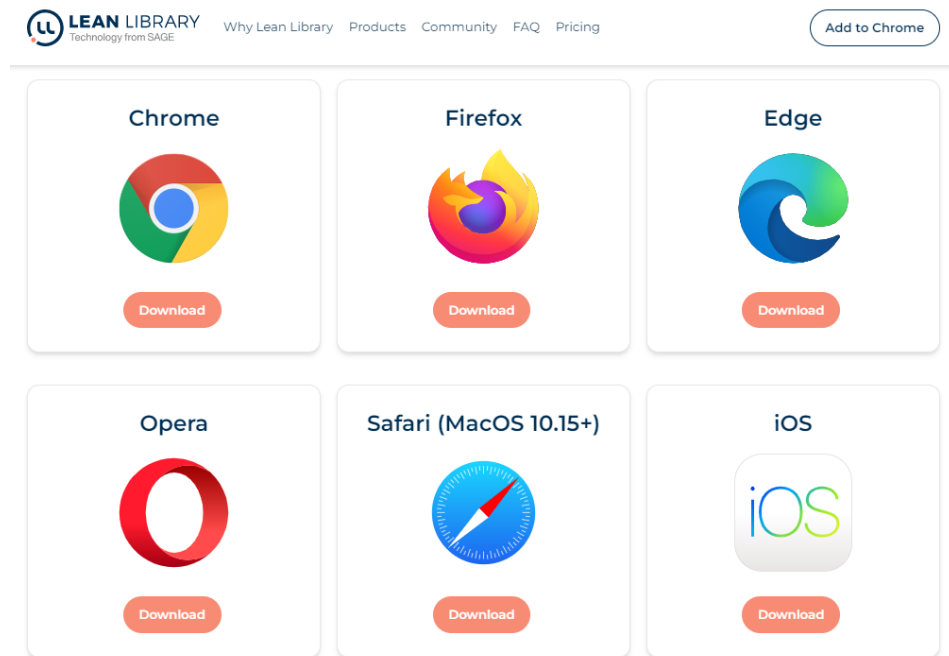 LEAN LIBRARY
Technology from SAGE
Why Lean Library Products Community FAQ Pricing
Add to Chrome
Chrome
Firefox
Edge
Download
Download
Download
Opera
Safari (MacOS 10.15+)
iOS
iOS
Download
Download
Download